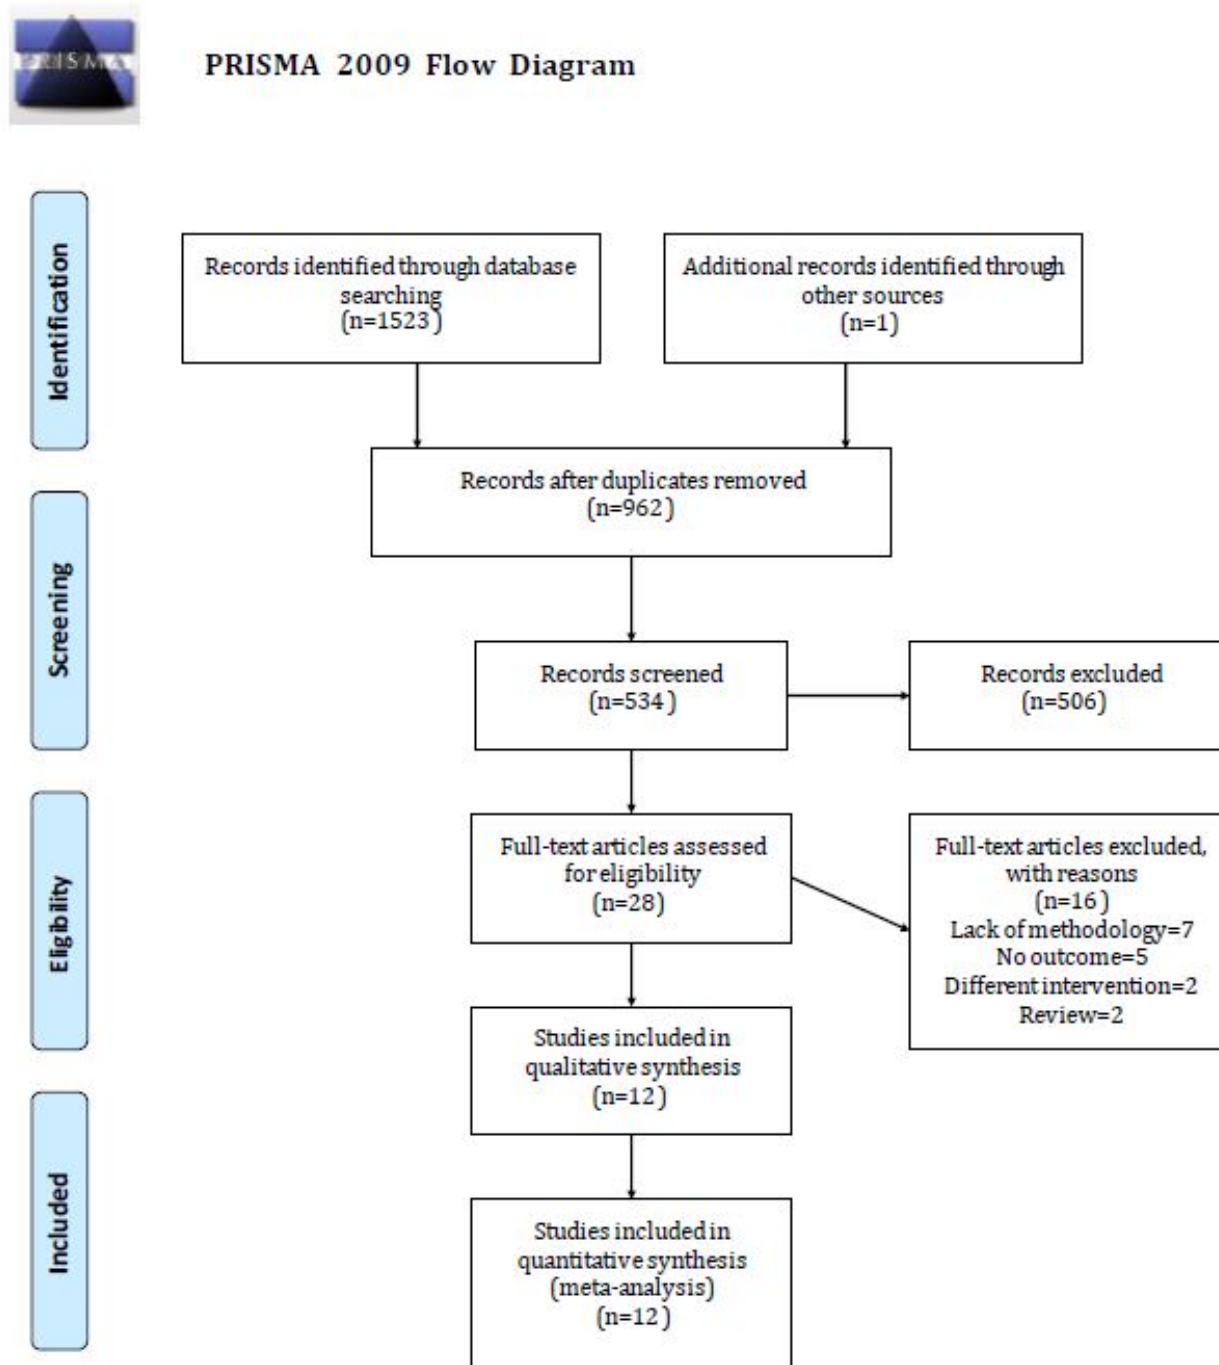 PRISMA
PRISMA 2009 Flow Diagram
Identification
Records identified through database
searching
(n=1523 )
Additional records identified through
other sources
(n=1)
Records after duplicates removed
(n=962)
Screening
Records screened
(n=534 )
Records excluded
(n=506)
Eligibility
Full-text articles assessed
for eligibility
(n=28)
Full-text articles excluded,
with reasons
(n=16)
Lack of methodology=7
No outcome=5
Different intervention=2
Review=2
Studies included in
qualitative synthesis
(n=12)
Included
Studies included in
quantitative synthesis
(meta-analysis)
(n=12)